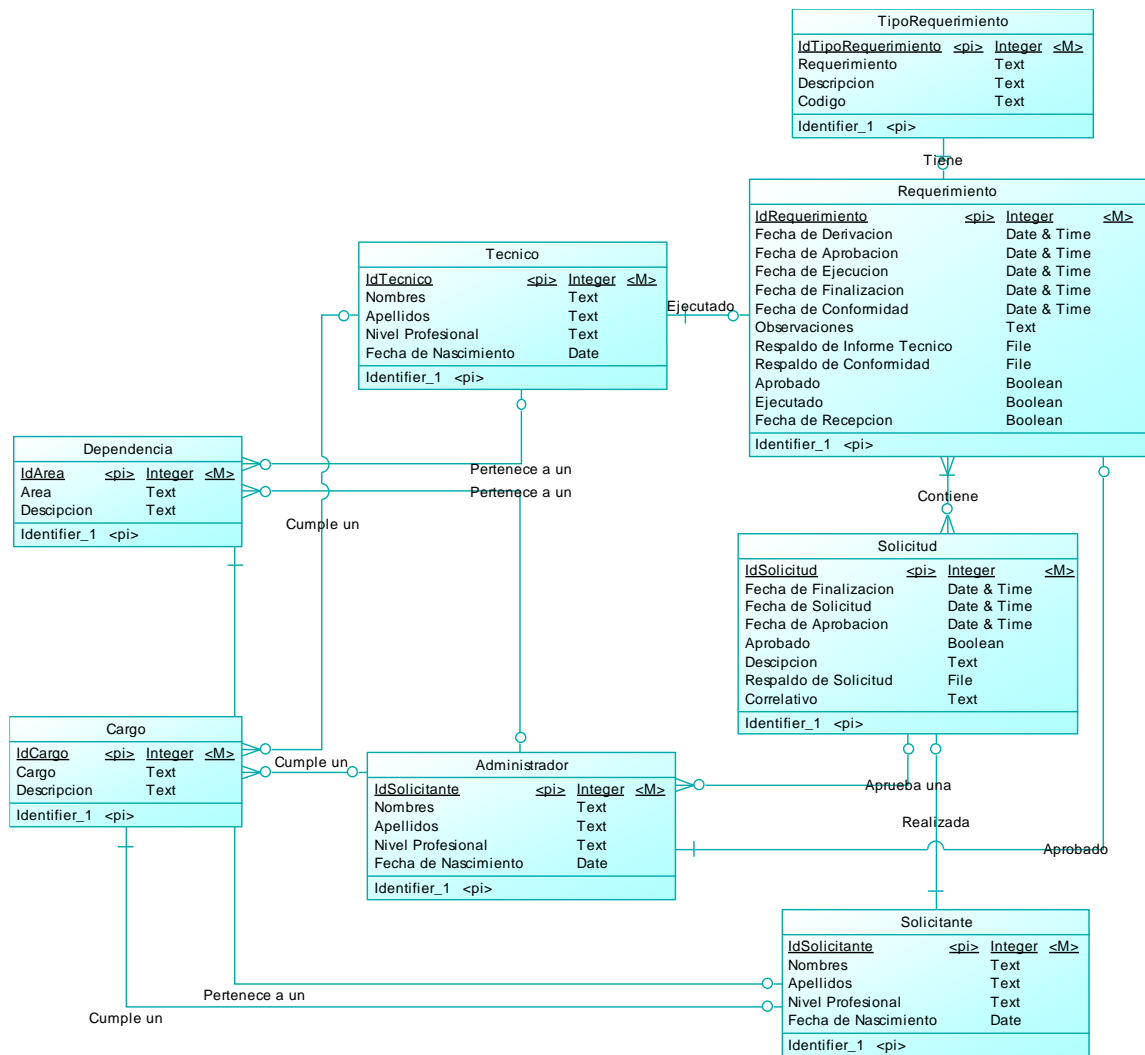 TipoRequerimiento
IdTipoRequerimiento <pi> Integer <M>
Requerimiento Text
Descripcion Text
Codigo Text
Identifier_1 <pi>
Tiene
Requerimiento
IdRequerimiento <pi> Integer <M>
Fecha de Derivacion Date & Time
Fecha de Aprobacion Date & Time
Fecha de Ejecucion Date & Time
Fecha de Finalizacion Date & Time
Fecha de Conformidad Date & Time
Observaciones Text
Respaldo de Informe Tecnico File
Respaldo de Conformidad File
Aprobado Boolean
Ejecutado Boolean
Fecha de Recepcion Boolean
Identifier_1 <pi>
Tecnico
IdTecnico <pi> Integer <M>
Nombres Text
Apellidos Text
Nivel Profesional Text
Fecha de Nascimiento Date
Identifier_1 <pi>
Ejecutado
Dependencia
IdArea <pi> Integer <M>
Area Text
Descipcion Text
Identifier_1 <pi>
Pertenece a un
Pertenece a un
Cumple un
Contiene
Solicitud
IdSolicitud <pi> Integer <M>
Fecha de Finalizacion Date & Time
Fecha de Solicitud Date & Time
Fecha de Aprobacion Date & Time
Aprobado Boolean
Descipcion Text
Respaldo de Solicitud File
Correlativo Text
Identifier_1 <pi>
Cargo
IdCargo <pi> Integer <M>
Cargo Text
Descripcion Text
Identifier_1 <pi>
Cumple un
Administrador
IdSolicitante <pi> Integer <M>
Nombres Text
Apellidos Text
Nivel Profesional Text
Fecha de Nascimiento Date
Identifier_1 <pi>
Aprueba una
Realizada
Aprobado
Solicitante
IdSolicitante <pi> Integer <M>
Nombres Text
Apellidos Text
Nivel Profesional Text
Fecha de Nascimiento Date
Identifier_1 <pi>
Pertenece a un
Cumple un